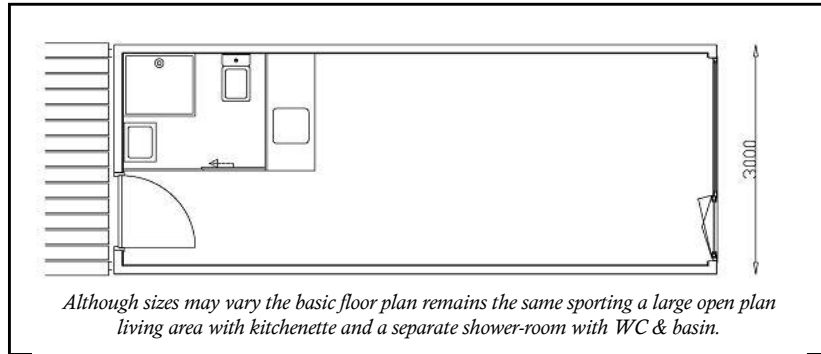 3000
Although sizes may vary the basic floor plan remains the same sporting a large open plan
living area with kitchenette and a separate shower-room with WC & basin.